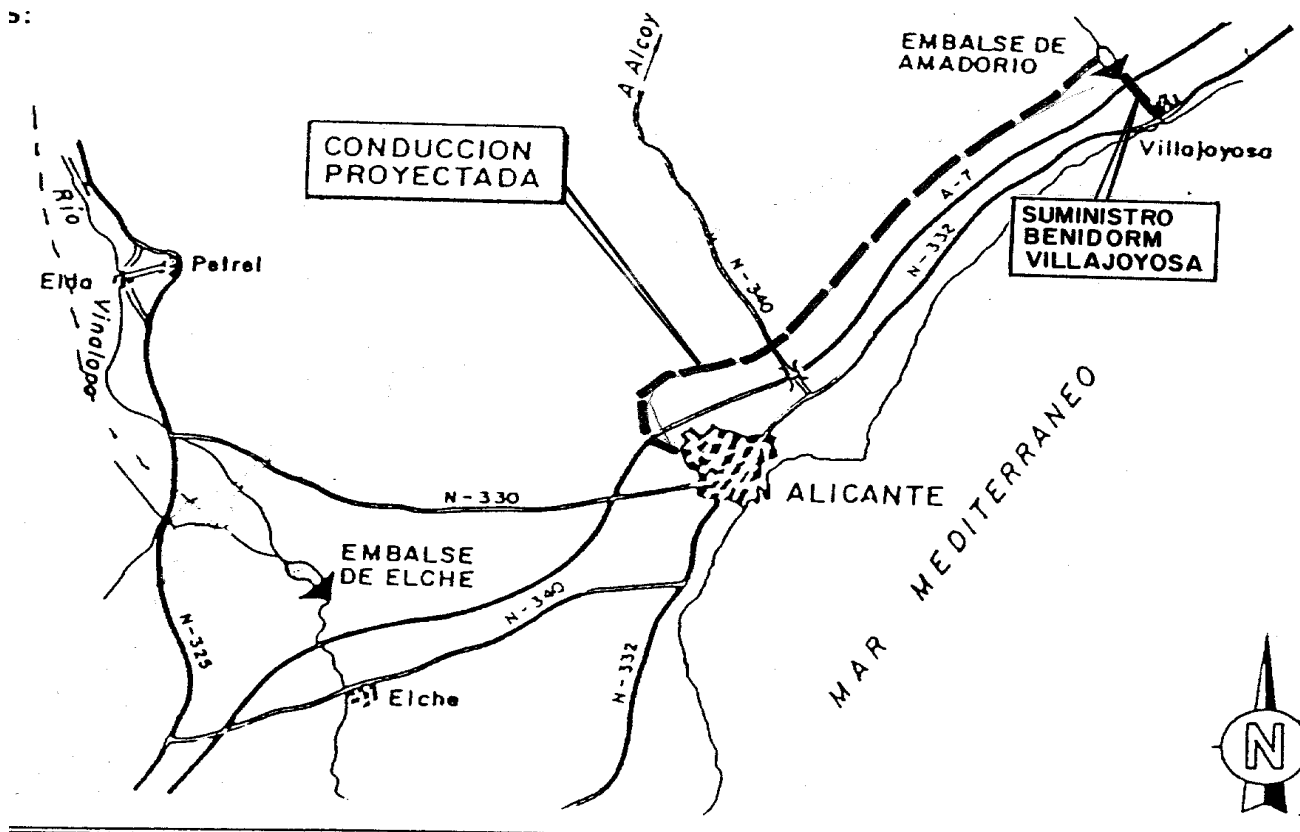 S:
A Alcoy
EMBALSE DE
AMADORIO
CONDUCCION
PROYECTADA
Villajoyosa
A-7
N-332
SUMINISTRO
BENIDORM
VILLAJOYOSA
Río
Vinalopo
Elda
Petrel
N-340
N-330
ALICANTE
MAR MEDITERRANEO
EMBALSE
DE ELCHE
N-340
N-325
N-332
Elche
N